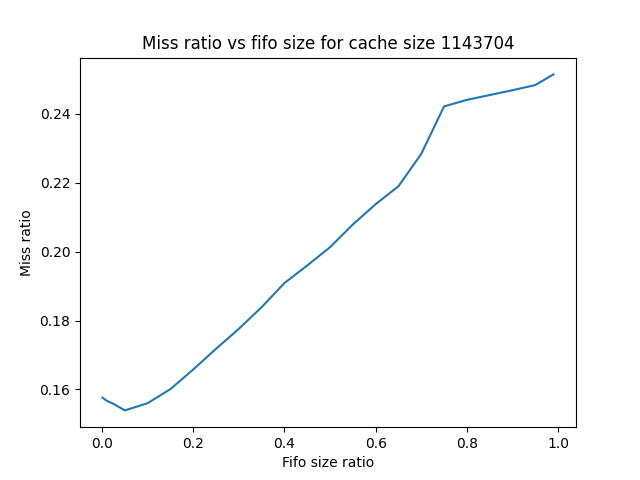 Miss ratio vs fifo size for cache size 1143704
Miss ratio
0.24
0.22
0.20
0.18
0.16
0.0 0.2 0.4 0.6 0.8 1.0
Fifo size ratio